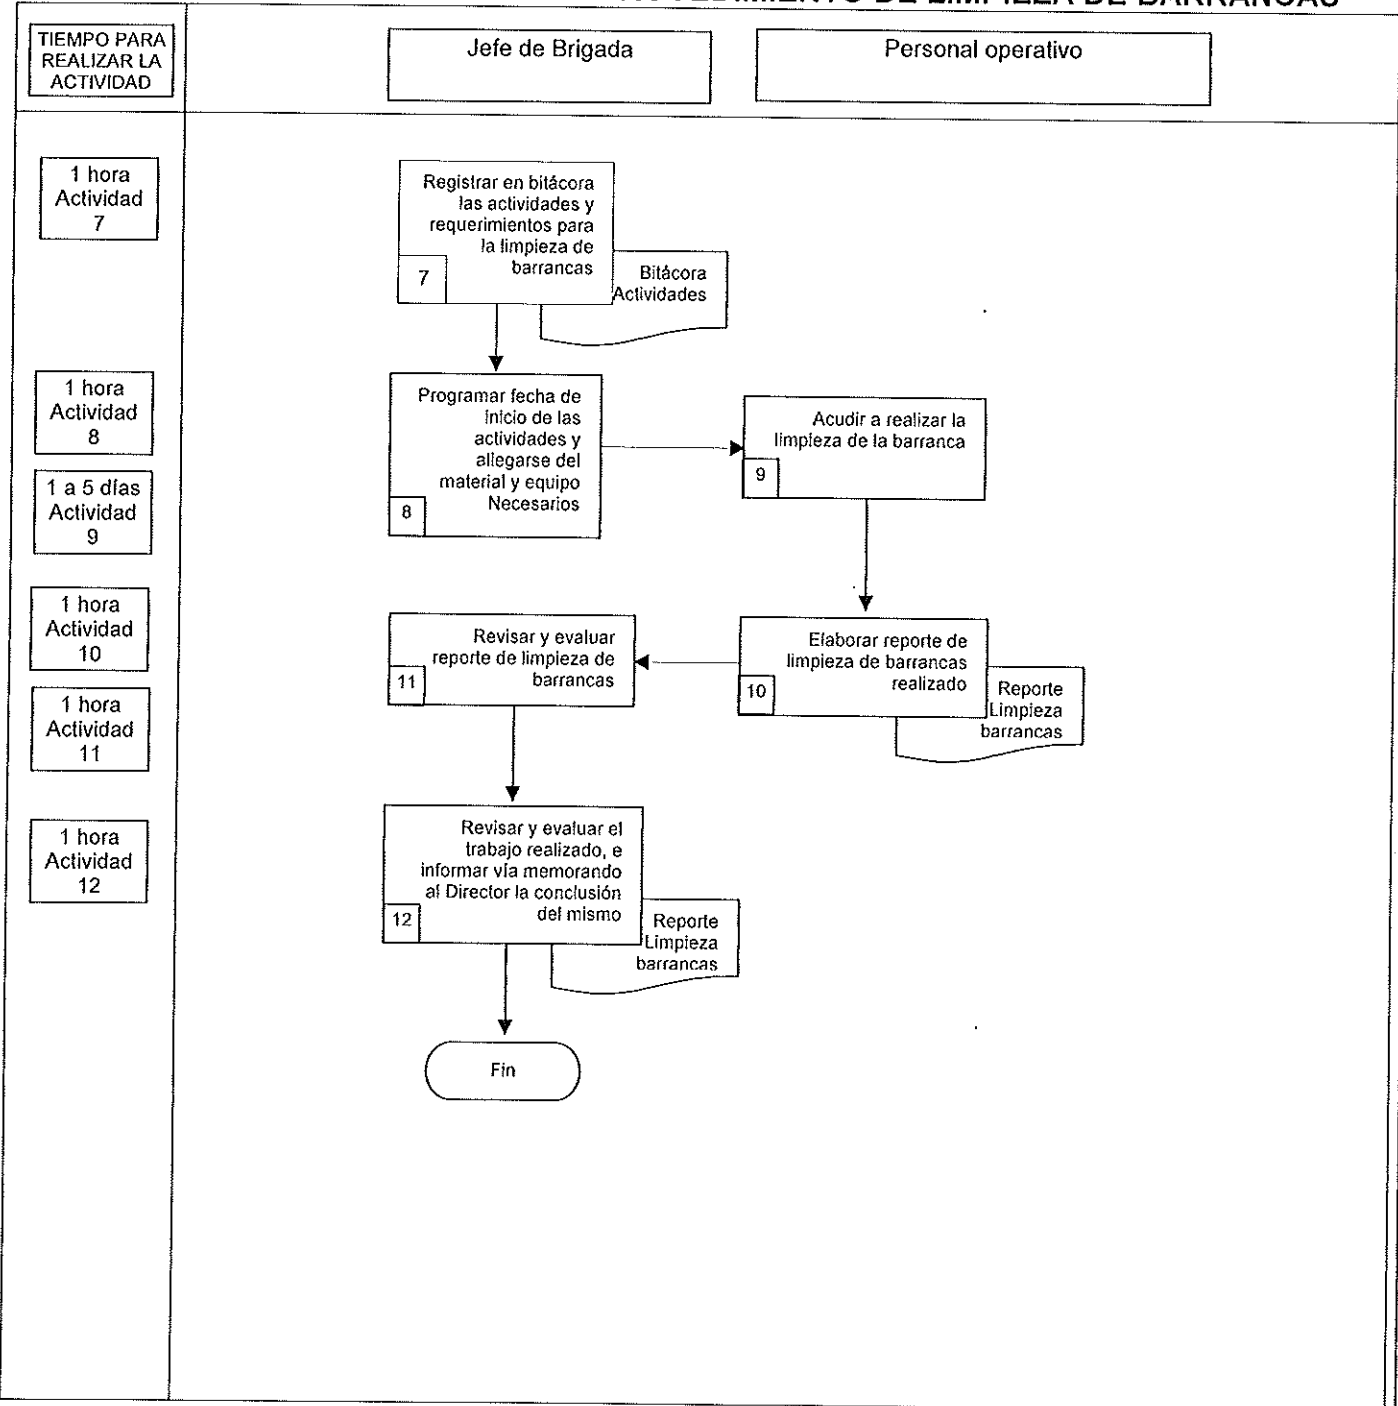 DE LIMPIEZA DE BARRANCAS
TIEMPO PARA
REALIZAR LA
ACTIVIDAD
Jefe de Brigada
Personal operativo
1 hora
Actividad
7
Registrar en bitácora
las actividades y
requerimientos para
la limpieza de
barrancas
7
Bitácora
Actividades
1 hora
Actividad
8
Programar fecha de
inicio de las
actividades y
allegarse del
material y equipo
Necesarios
8
Acudir a realizar la
limpieza de la barranca
9
1 a 5 días
Actividad
9
1 hora
Actividad
10
Revisar y evaluar
reporte de limpieza de
barrancas
11
Elaborar reporte de
limpieza de barrancas
realizado
10
Reporte
Limpieza
barrancas
1 hora
Actividad
11
1 hora
Actividad
12
Revisar y evaluar el
trabajo realizado, e
informar vía memorando
al Director la conclusión
del mismo
12
Reporte
Limpieza
barrancas
Fin